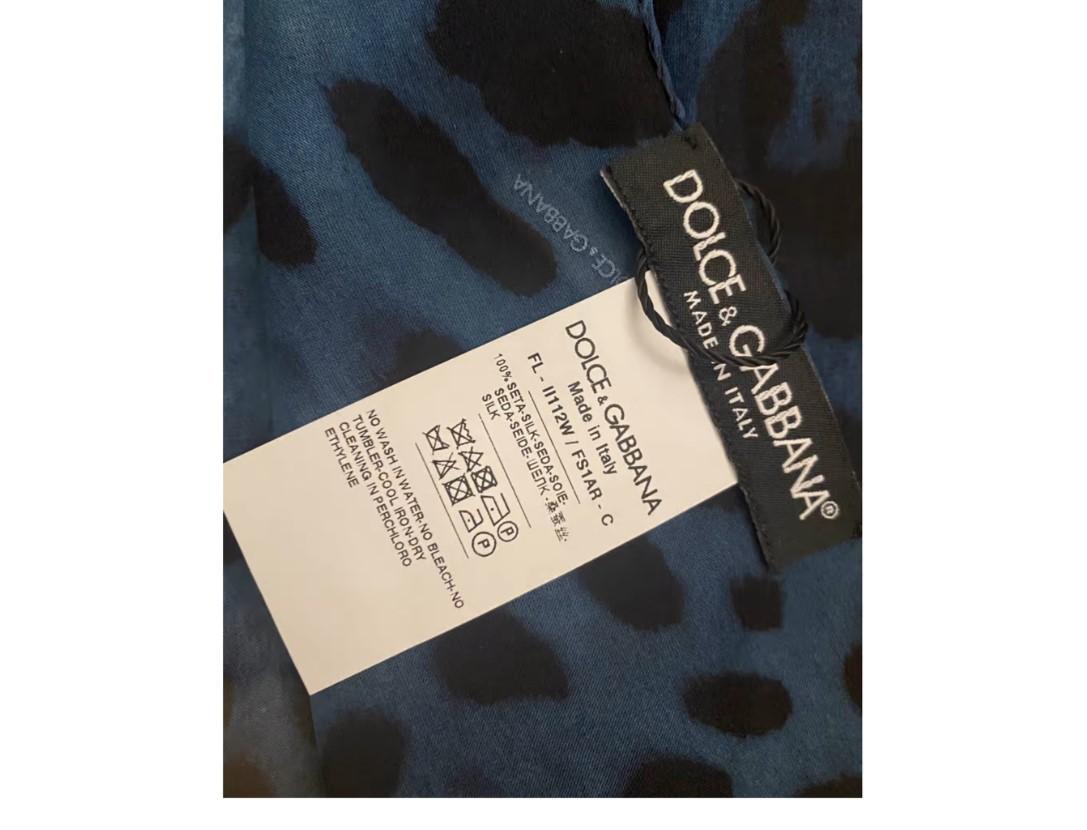 DOLCE & GABBANA®
MADE IN ITALY
DOLCE & GABBANA
DOLCE & GABBANA
Made in Italy
FL - II112W / FS1AR - C
100% SETA-SILK-SEDA-SOIE-
SEDA-SEIDE-ШЕЛК-桑蚕丝-
SILK
P
P
NO WASH IN WATER-NO BLEACH-NO
TUMBLER-COOL IRON-DRY
CLEANING IN PERCHLORO
ETHYLENE